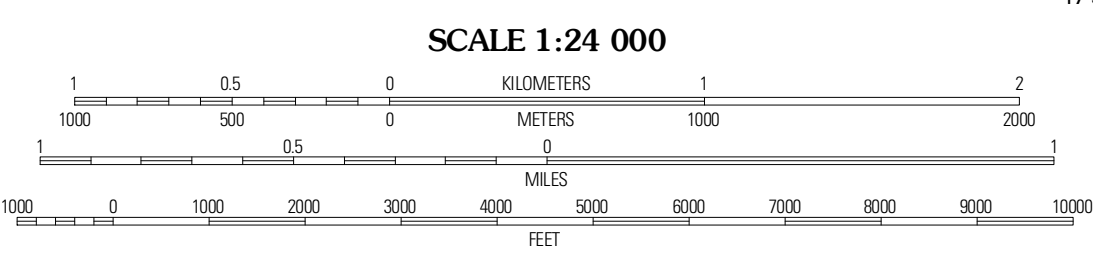 SCALE 1:24 000
1 0.5 0 KILOMETERS 1 2
1000 500 0 METERS 1000 2000
1 0.5 0 1
MILES
1000 0 1000 2000 3000 4000 5000 6000 7000 8000 9000 10000
FEET